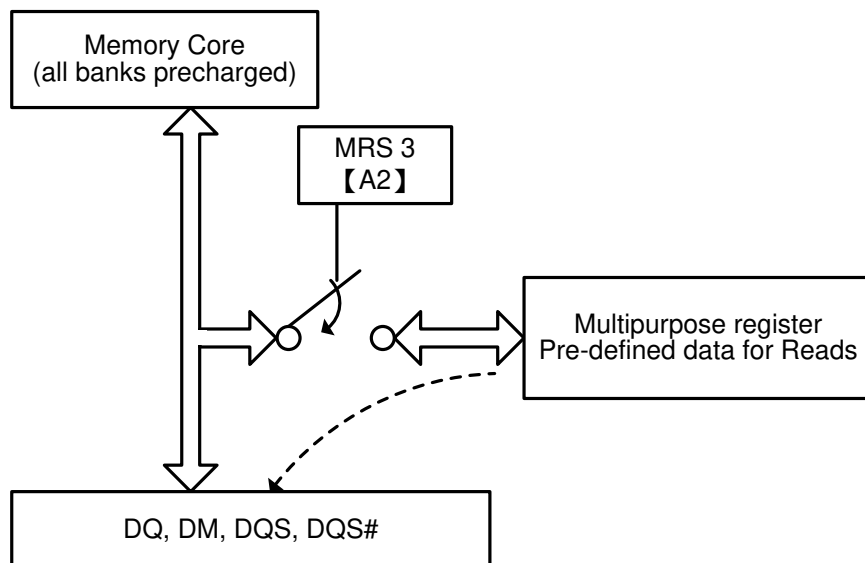 Memory Core
(all banks precharged)
MRS 3
【A2】
Multipurpose register
Pre-defined data for Reads
DQ, DM, DQS, DQS#